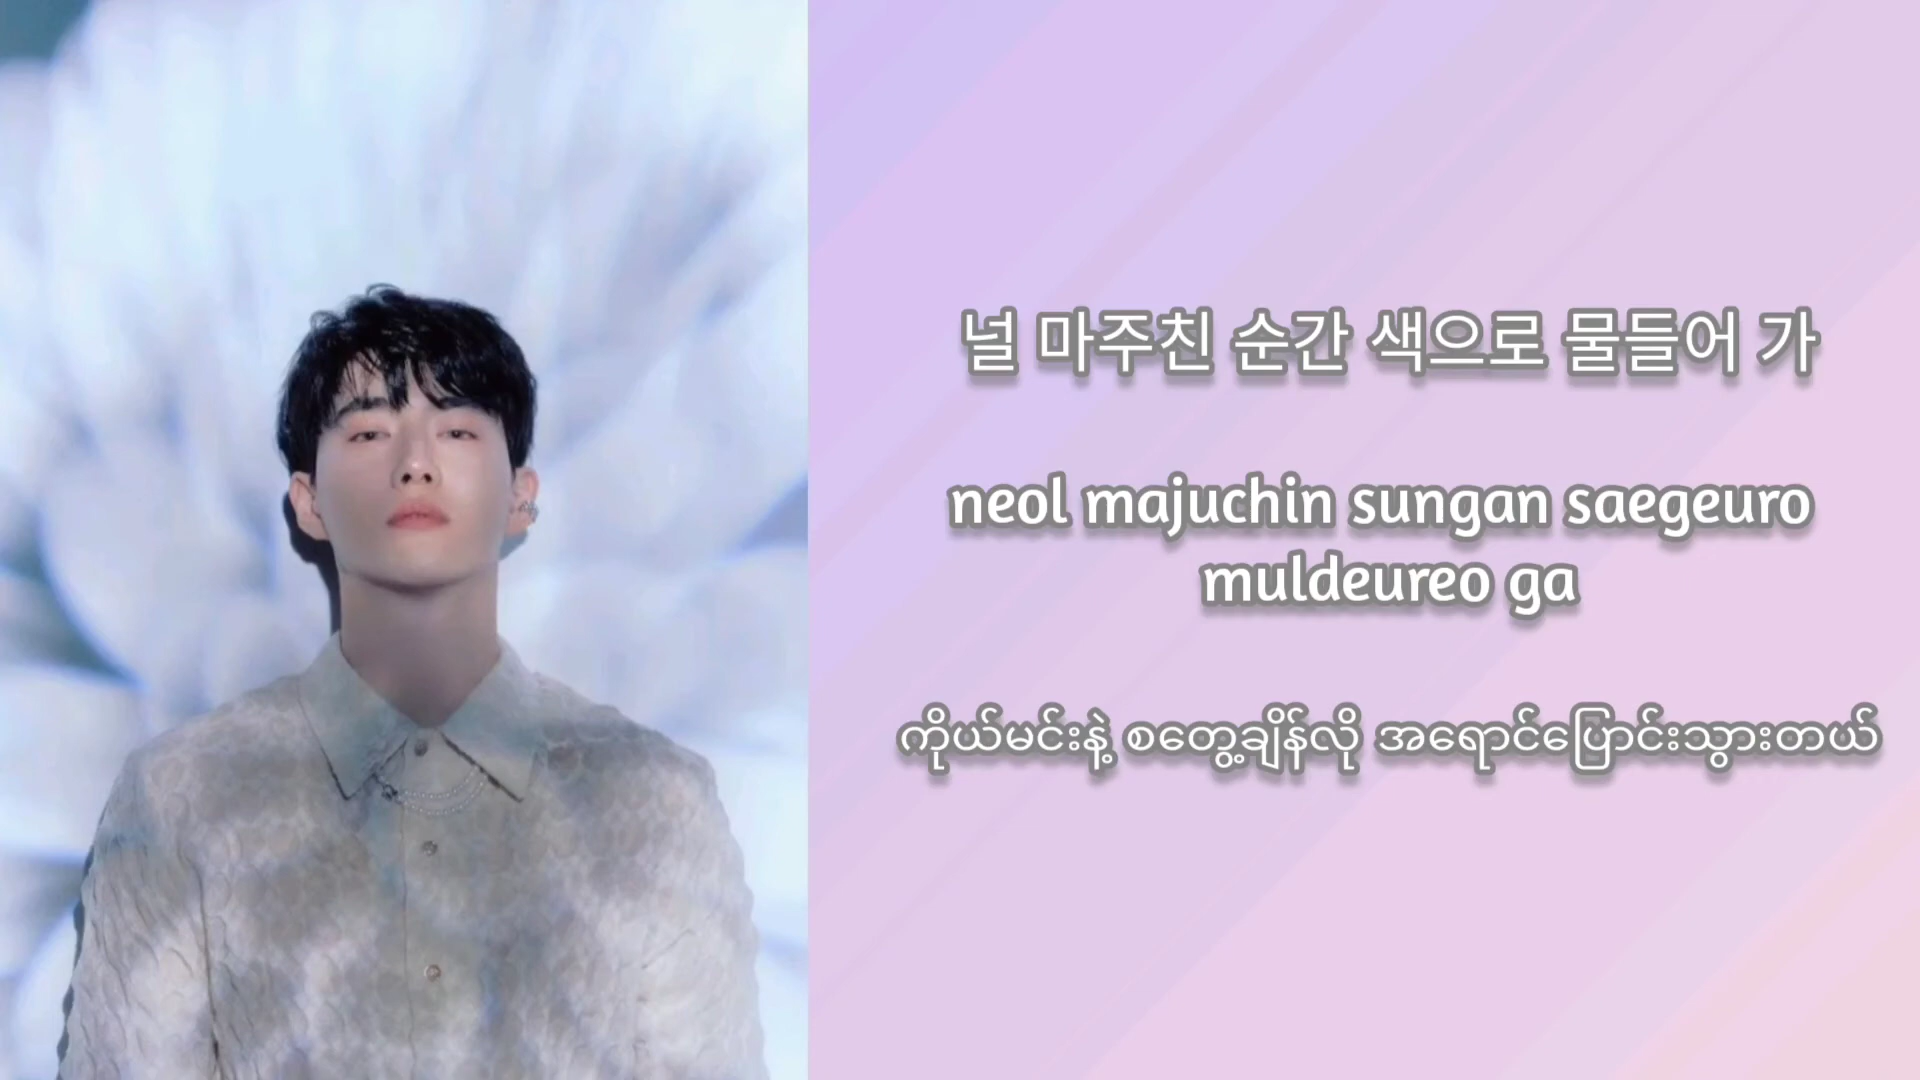 널 마주친 순간 색으로 물들어 가
neol majuchin sungan saegeuro
muldeureo ga
ကိုယ်မင်းနဲ့ စတွေ့ချိန်လို အရောင်ပြောင်းသွားတယ်